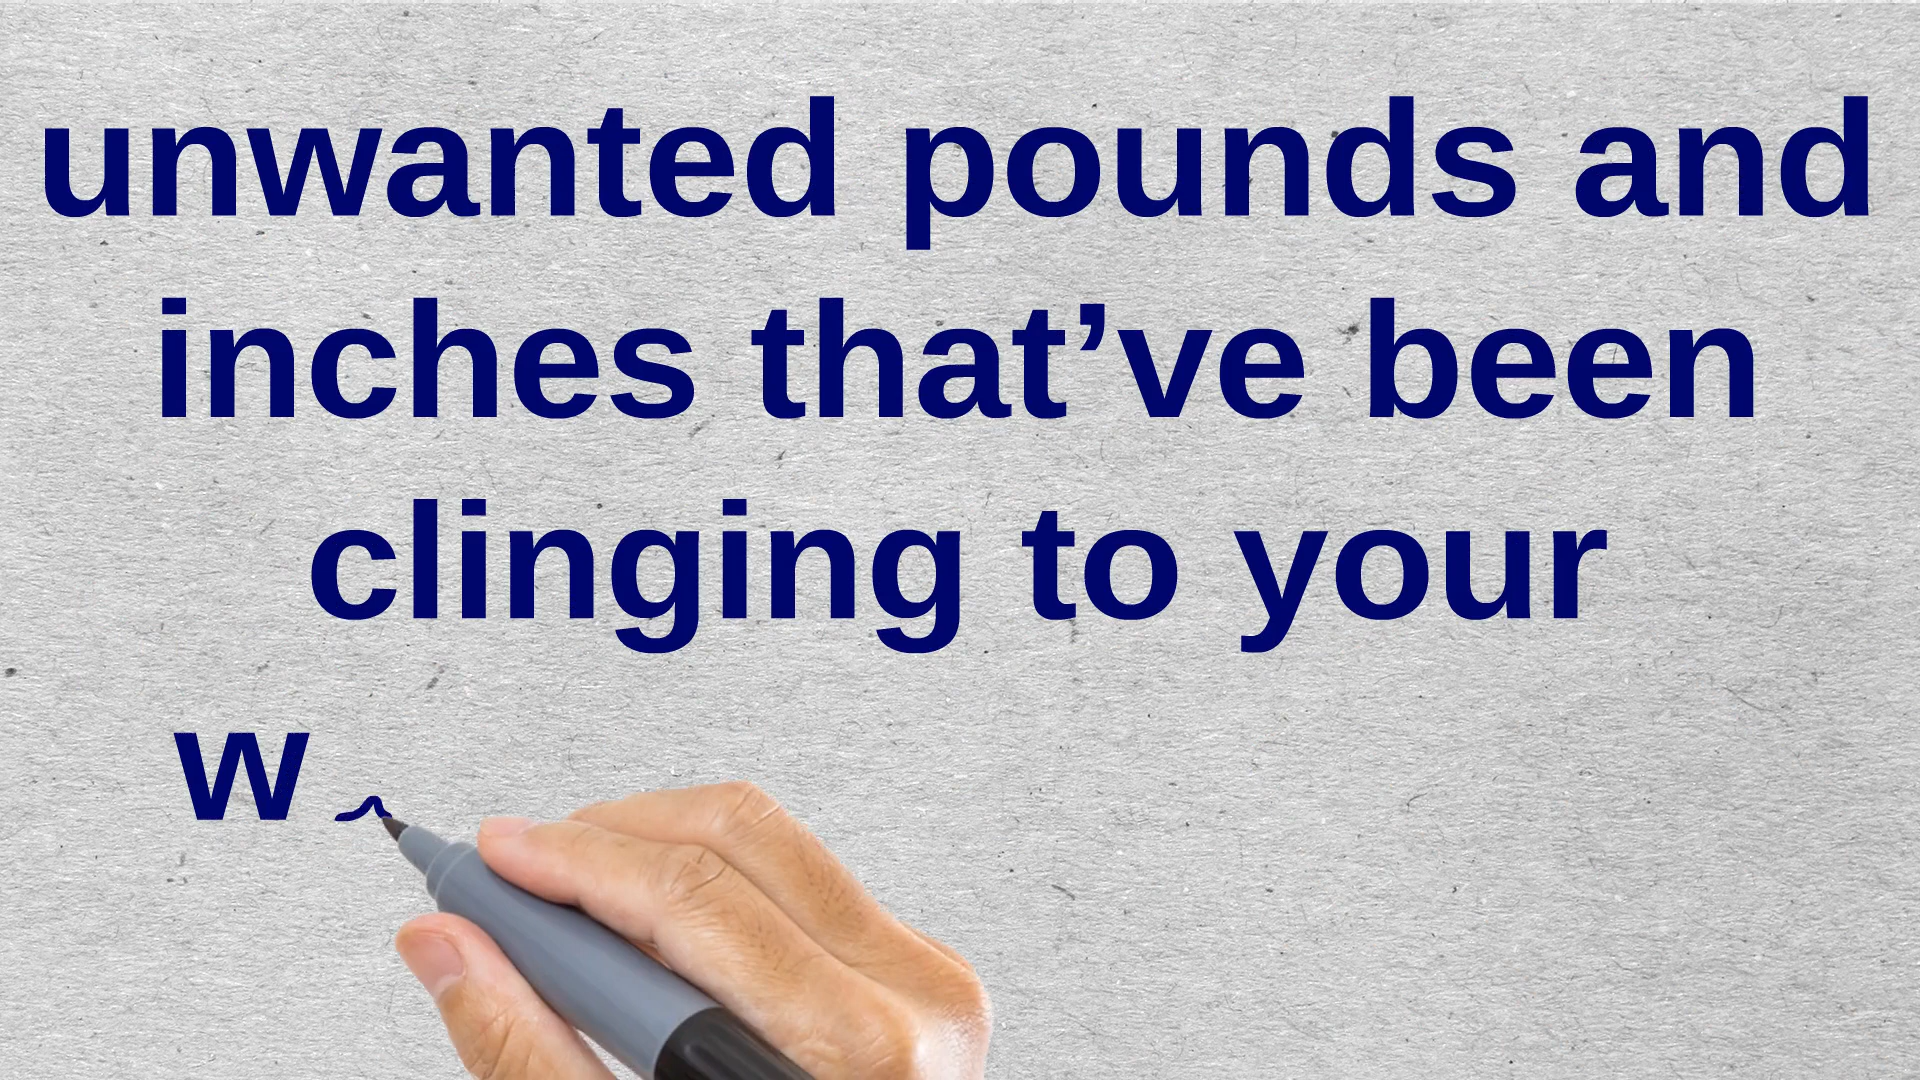 unwanted pounds and
inches that’ve been
clinging to your
w